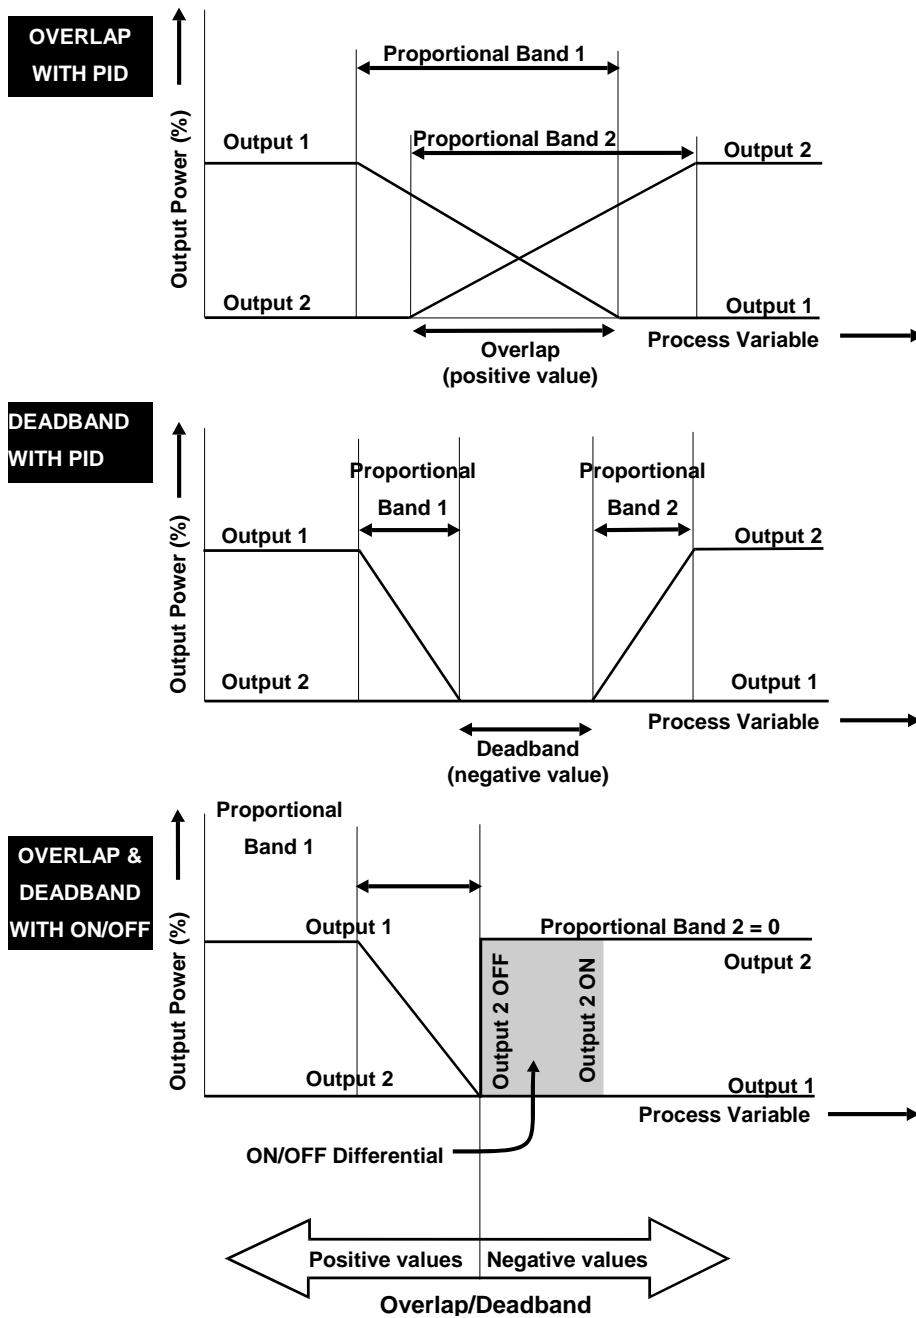 OVERLAP
WITH PID
Output Power (%)
Proportional Band 1
Proportional Band 2
Output 1
Output 2
Output 2
Output 1
Process Variable
Overlap
(positive value)
DEADBAND
WITH PID
Output Power (%)
Proportional
Band 1
Proportional
Band 2
Output 1
Output 2
Output 2
Output 1
Process Variable
Deadband
(negative value)
OVERLAP &
DEADBAND
WITH ON/OFF
Output Power (%)
Proportional
Band 1
Output 1
Proportional Band 2 = 0
Output 2
Output 2 OFF
Output 2 ON
Output 2
Output 1
Process Variable
ON/OFF Differential
Positive values
Negative values
Overlap/Deadband